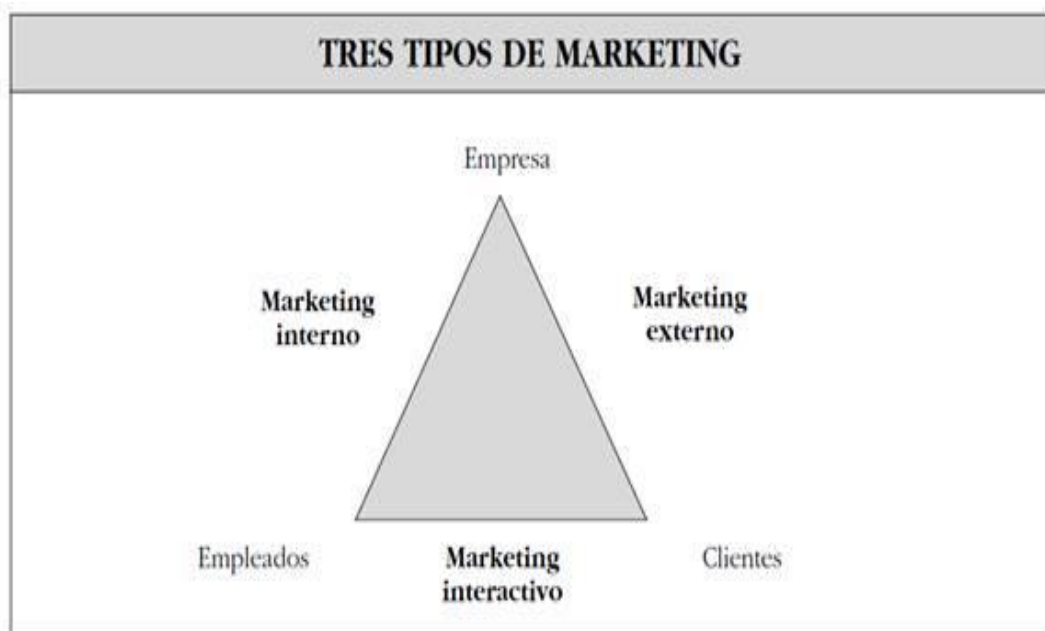 TRES TIPOS DE MARKETING
Empresa
Marketing
interno
Marketing
externo
Empleados
Marketing
interactivo
Clientes